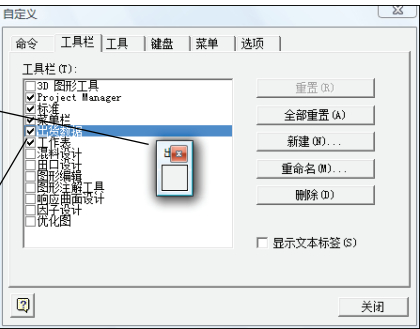 自定义
命令 工具栏 工具 键盘 菜单 选项
工具栏(T):
3D 图形工具
Project Manager
标准
菜单栏
出货数据
工作表
混料设计
田口设计
图形编辑
图形注解工具
响应曲面设计
因子设计
优化图
重置(R)
全部重置(A)
新建(N)...
重命名(M)...
删除(D)
显示文本标签(S)
关闭